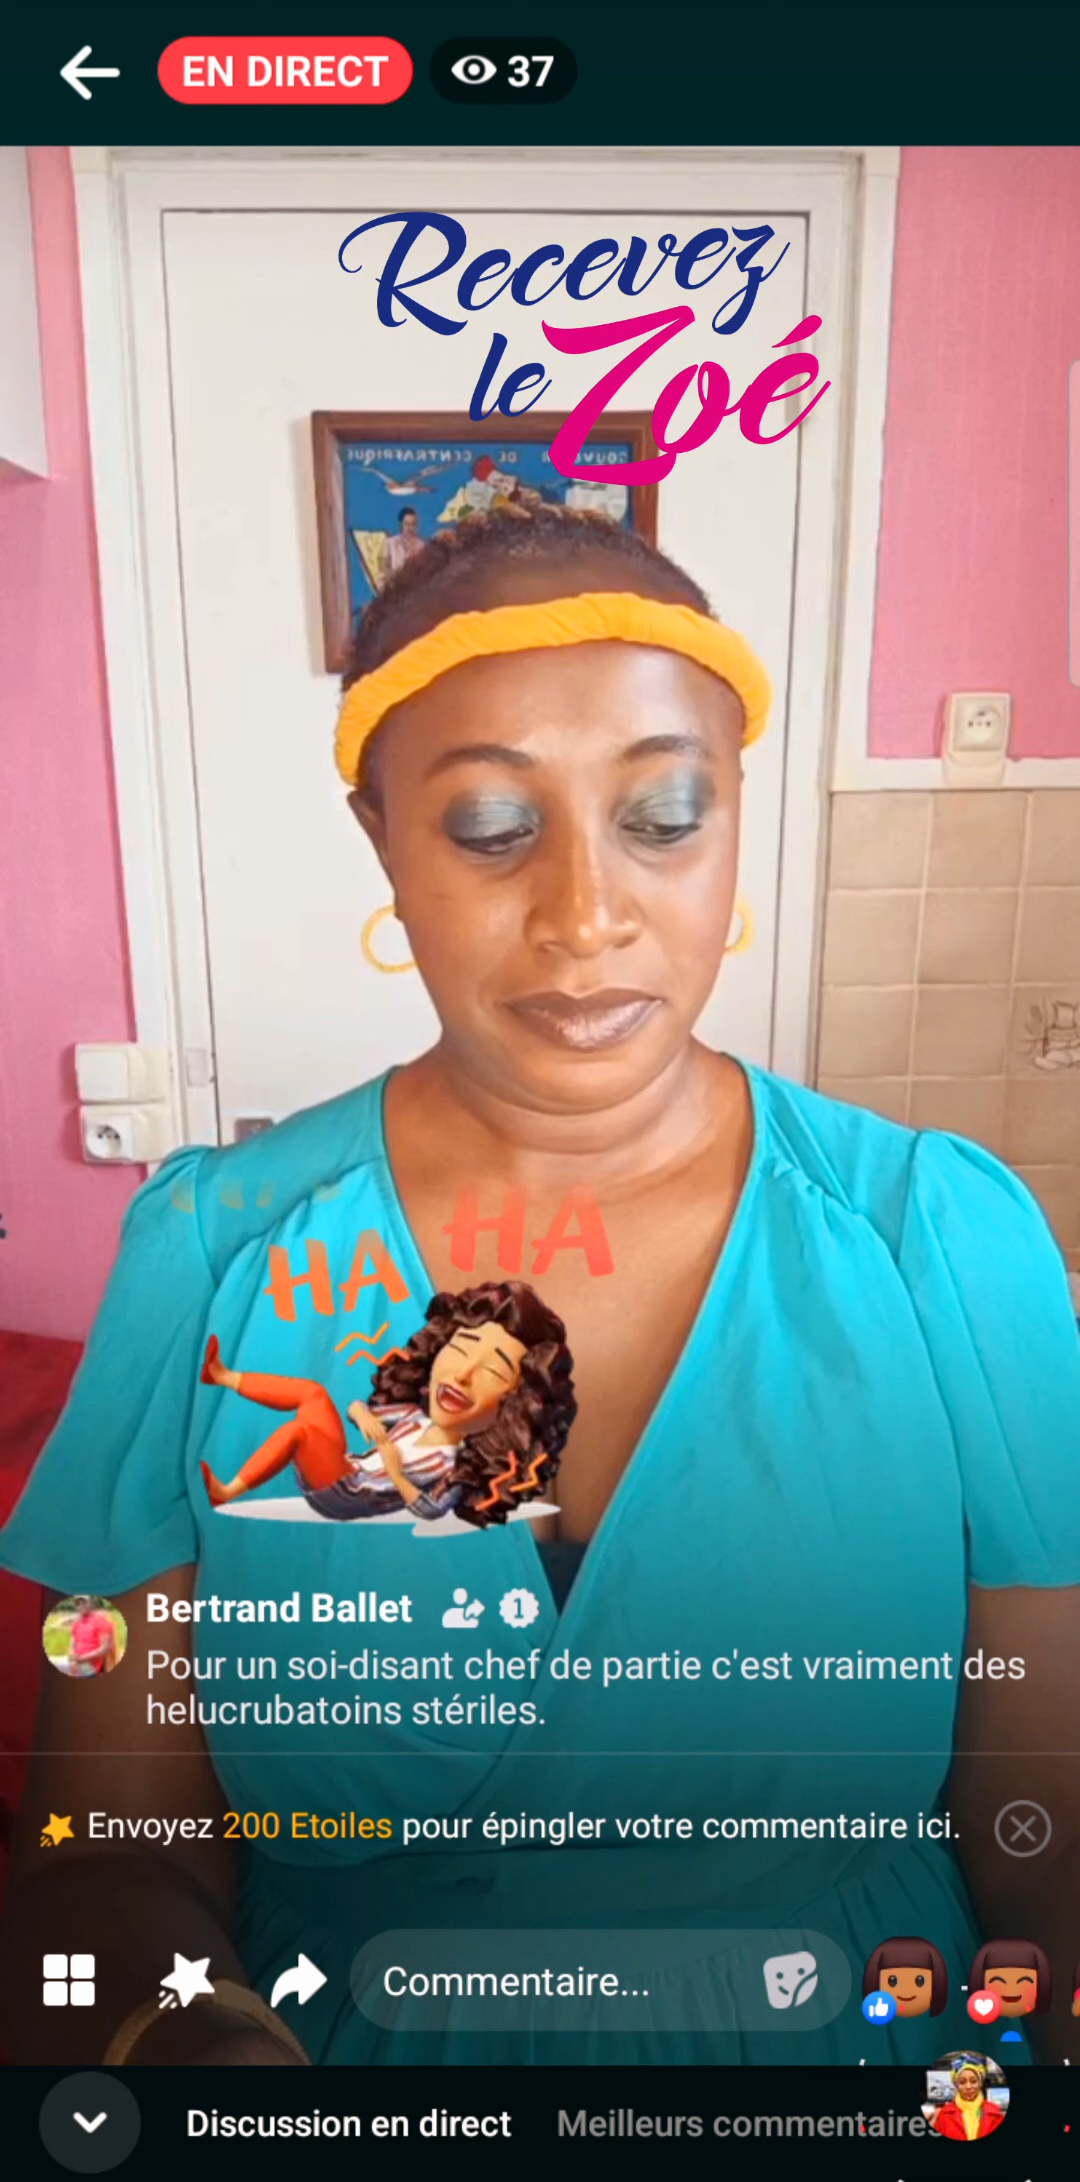 EN DIRECT 37
Recevez
le Zoé
HA HA
Bertrand Ballet 1
Pour un soi-disant chef de partie c'est vraiment des
helucrubatoins stériles.
Envoyez 200 Etoiles pour épingler votre commentaire ici.
Commentaire...
Discussion en direct Meilleurs commentaires